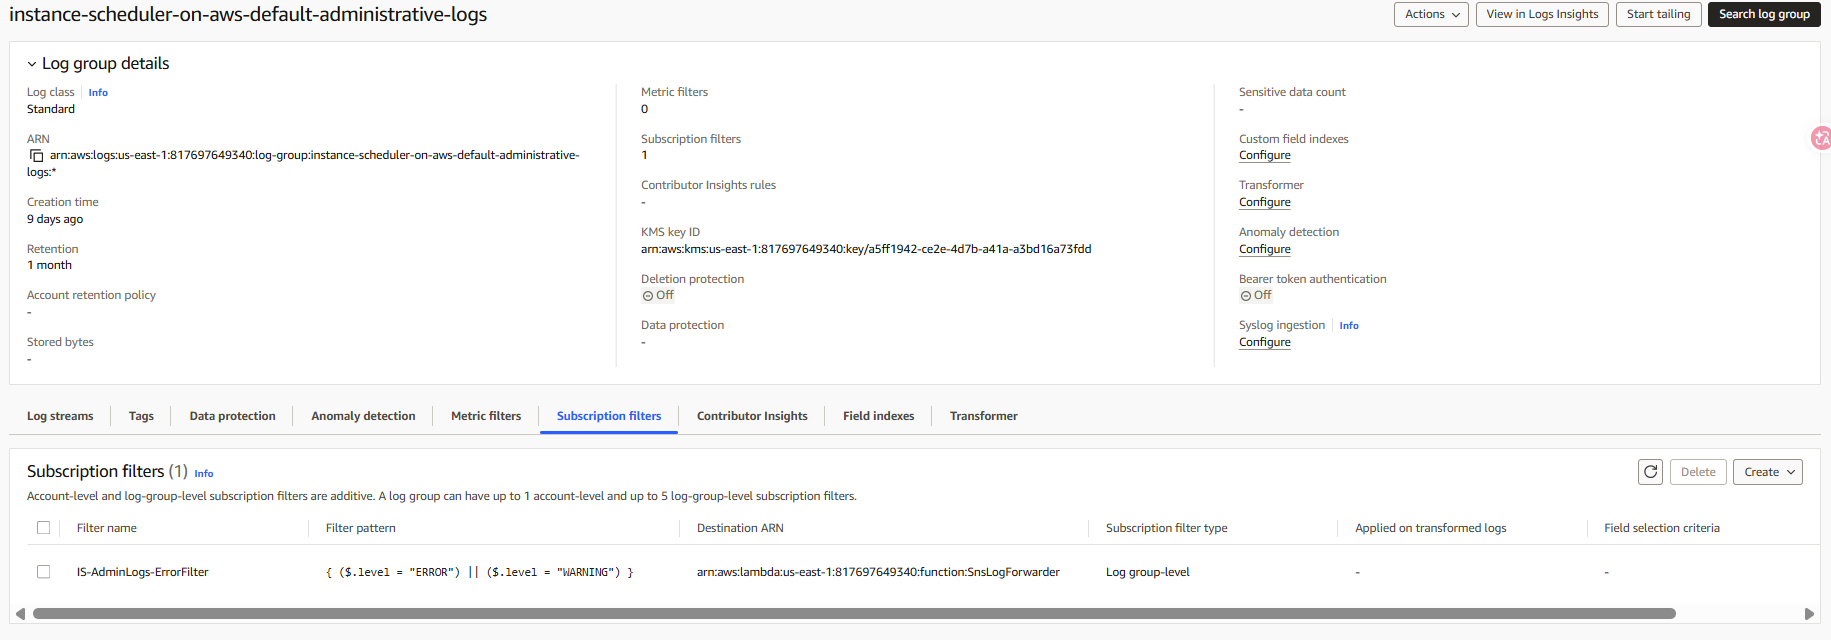 instance-scheduler-on-aws-default-administrative-logs
Actions
View in Logs Insights
Start tailing
Search log group
Log group details
Log class
Info
Standard
ARN
arn:aws:logs:us-east-1:817697649340:log-group:instance-scheduler-on-aws-default-administrative-
logs:*
Creation time
9 days ago
Retention
1 month
Account retention policy
-
Stored bytes
-
Metric filters
0
Subscription filters
1
Contributor Insights rules
-
KMS key ID
arn:aws:kms:us-east-1:817697649340:key/a5ff1942-ce2e-4d7b-a41a-a3bd16a73fdd
Deletion protection
Off
Data protection
-
Sensitive data count
-
Custom field indexes
Configure
Transformer
Configure
Anomaly detection
Configure
Bearer token authentication
Off
Syslog ingestion
Info
Configure
Log streams
Tags
Data protection
Anomaly detection
Metric filters
Subscription filters
Contributor Insights
Field indexes
Transformer
Subscription filters (1)
Info
Delete
Create
Account-level and log-group-level subscription filters are additive. A log group can have up to 1 account-level and up to 5 log-group-level subscription filters.
Filter name
Filter pattern
Destination ARN
Subscription filter type
Applied on transformed logs
Field selection criteria
IS-AdminLogs-ErrorFilter
{ ($.level = "ERROR") || ($.level = "WARNING") }
arn:aws:lambda:us-east-1:817697649340:function:SnsLogForwarder
Log group-level
-
-